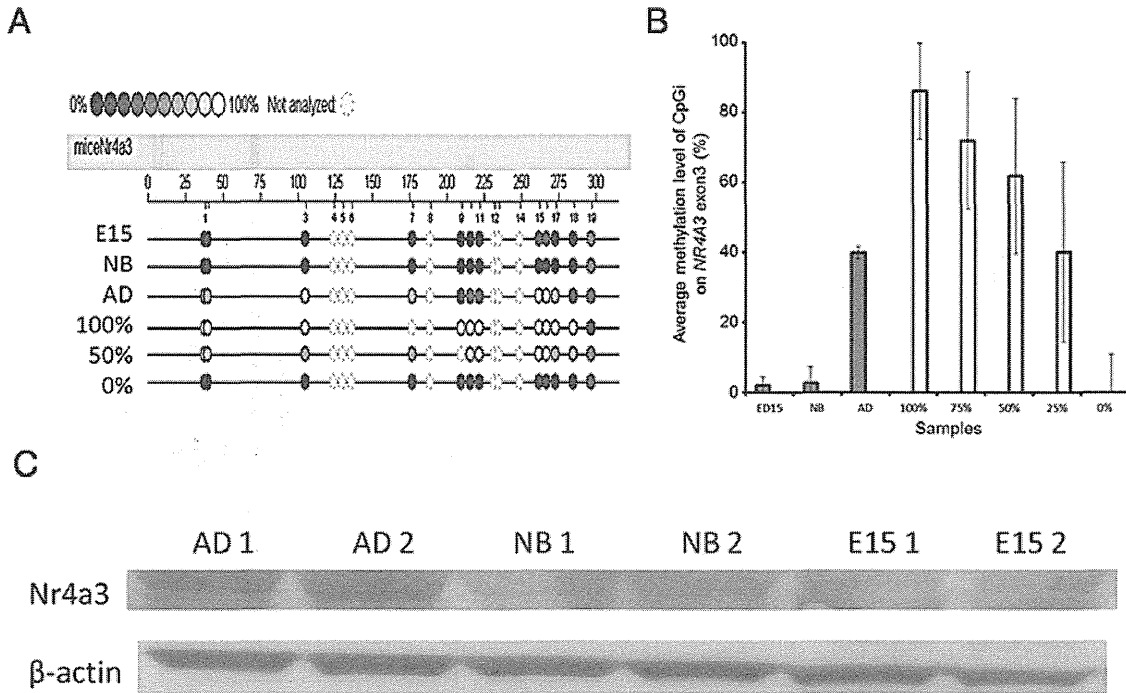 A
0% 100% Not analyzed:
miceNr4a3
0 25 50 75 100 125 150 175 200 225 250 275 300
1 3 4 5 6 7 8 9 11 12 14 15 17 18 19
E15
NB
AD
100%
50%
0%
B
Average methylation level of CpGi
on NR4A3 exon3 (%)
100
80
60
40
20
0
ED15 NB AD 100% 75% 50% 25% 0%
Samples
C
AD 1 AD 2 NB 1 NB 2 E15 1 E15 2
Nr4a3
β-actin